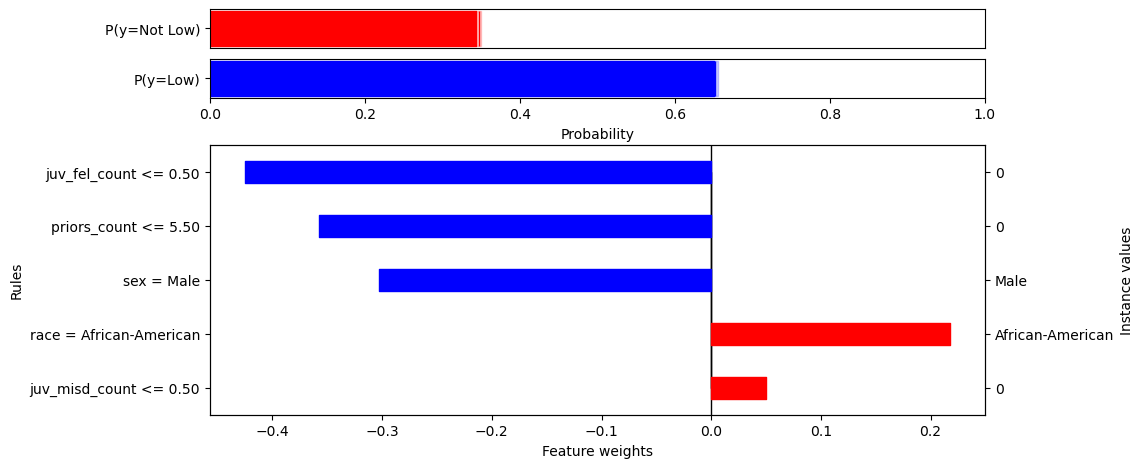 P(y=Not Low)
P(y=Low)
0.0 0.2 0.4 0.6 0.8 1.0
Probability
juv_fel_count <= 0.50 0
priors_count <= 5.50 0
sex = Male Male
race = African-American African-American
juv_misd_count <= 0.50 0
Rules
Instance values
−0.4 −0.3 −0.2 −0.1 0.0 0.1 0.2
Feature weights